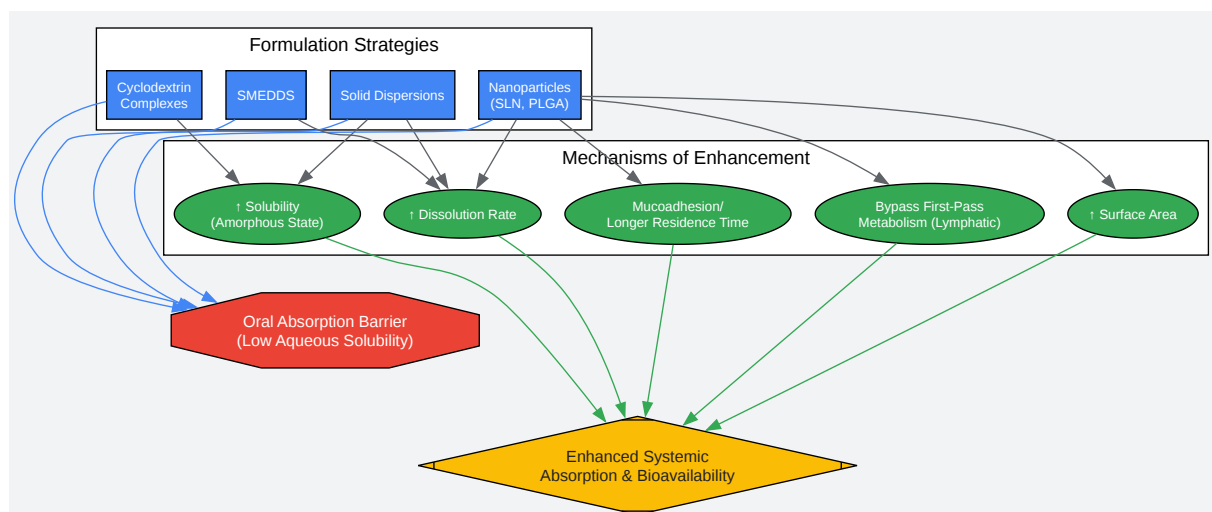 Formulation Strategies
Cyclodextrin
Complexes
SMEDDS
Solid Dispersions
Nanoparticles
(SLN, PLGA)
Mechanisms of Enhancement
↑ Solubility
(Amorphous State)
↑ Dissolution Rate
Mucoadhesion/
Longer Residence Time
Bypass First-Pass
Metabolism (Lymphatic)
↑ Surface Area
Oral Absorption Barrier
(Low Aqueous Solubility)
Enhanced Systemic
Absorption & Bioavailability